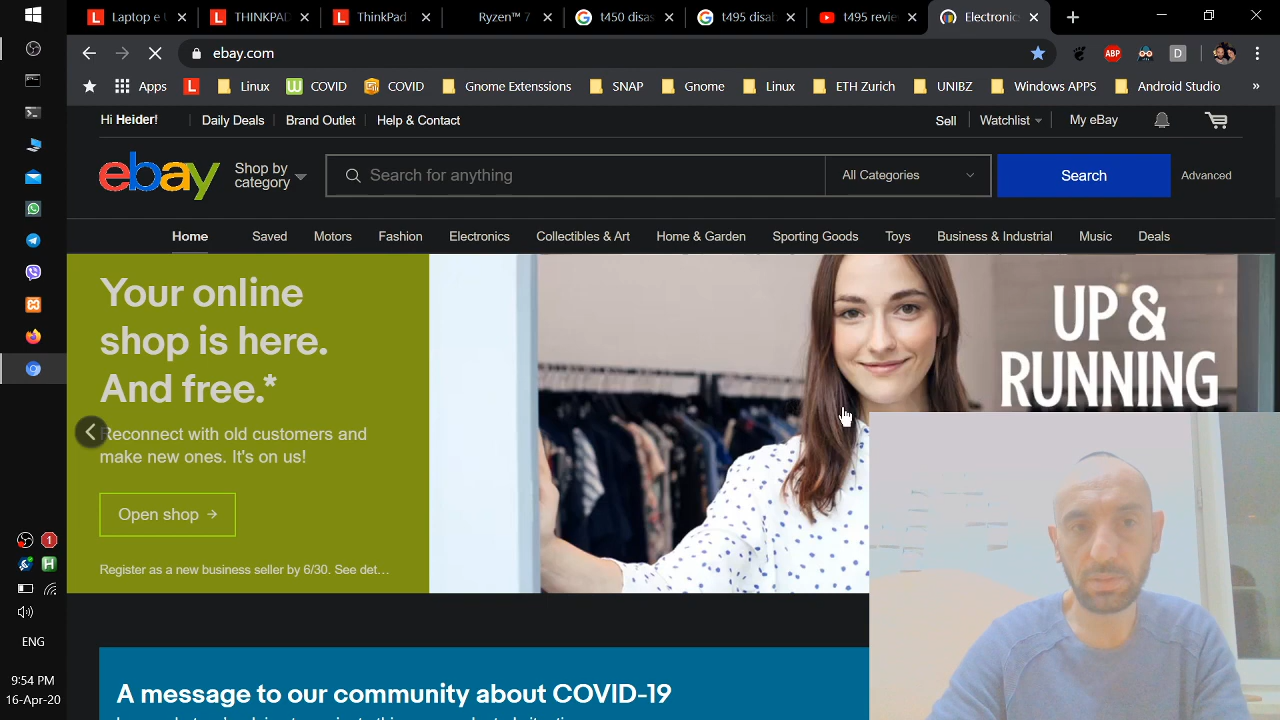 Laptop e U
THINKPAD
ThinkPad
Ryzen™ 7
t450 disas
t495 disab
t495 revie
Electronic
ebay.com
ABP
D
Apps
L
Linux
COVID
COVID
Gnome Extenssions
SNAP
Gnome
Linux
ETH Zurich
UNIBZ
Windows APPS
Android Studio
»
Hi Heider!
Daily Deals
Brand Outlet
Help & Contact
Sell
Watchlist
My eBay
ebay
Shop by
category
Search for anything
All Categories
Search
Advanced
Home
Saved
Motors
Fashion
Electronics
Collectibles & Art
Home & Garden
Sporting Goods
Toys
Business & Industrial
Music
Deals
Your online
shop is here.
And free.*
Reconnect with old customers and
make new ones. It's on us!
Open shop →
Register as a new business seller by 6/30. See det…
UP &
RUNNING
A message to our community about COVID-19
1
H
ENG
9:54 PM
16-Apr-20